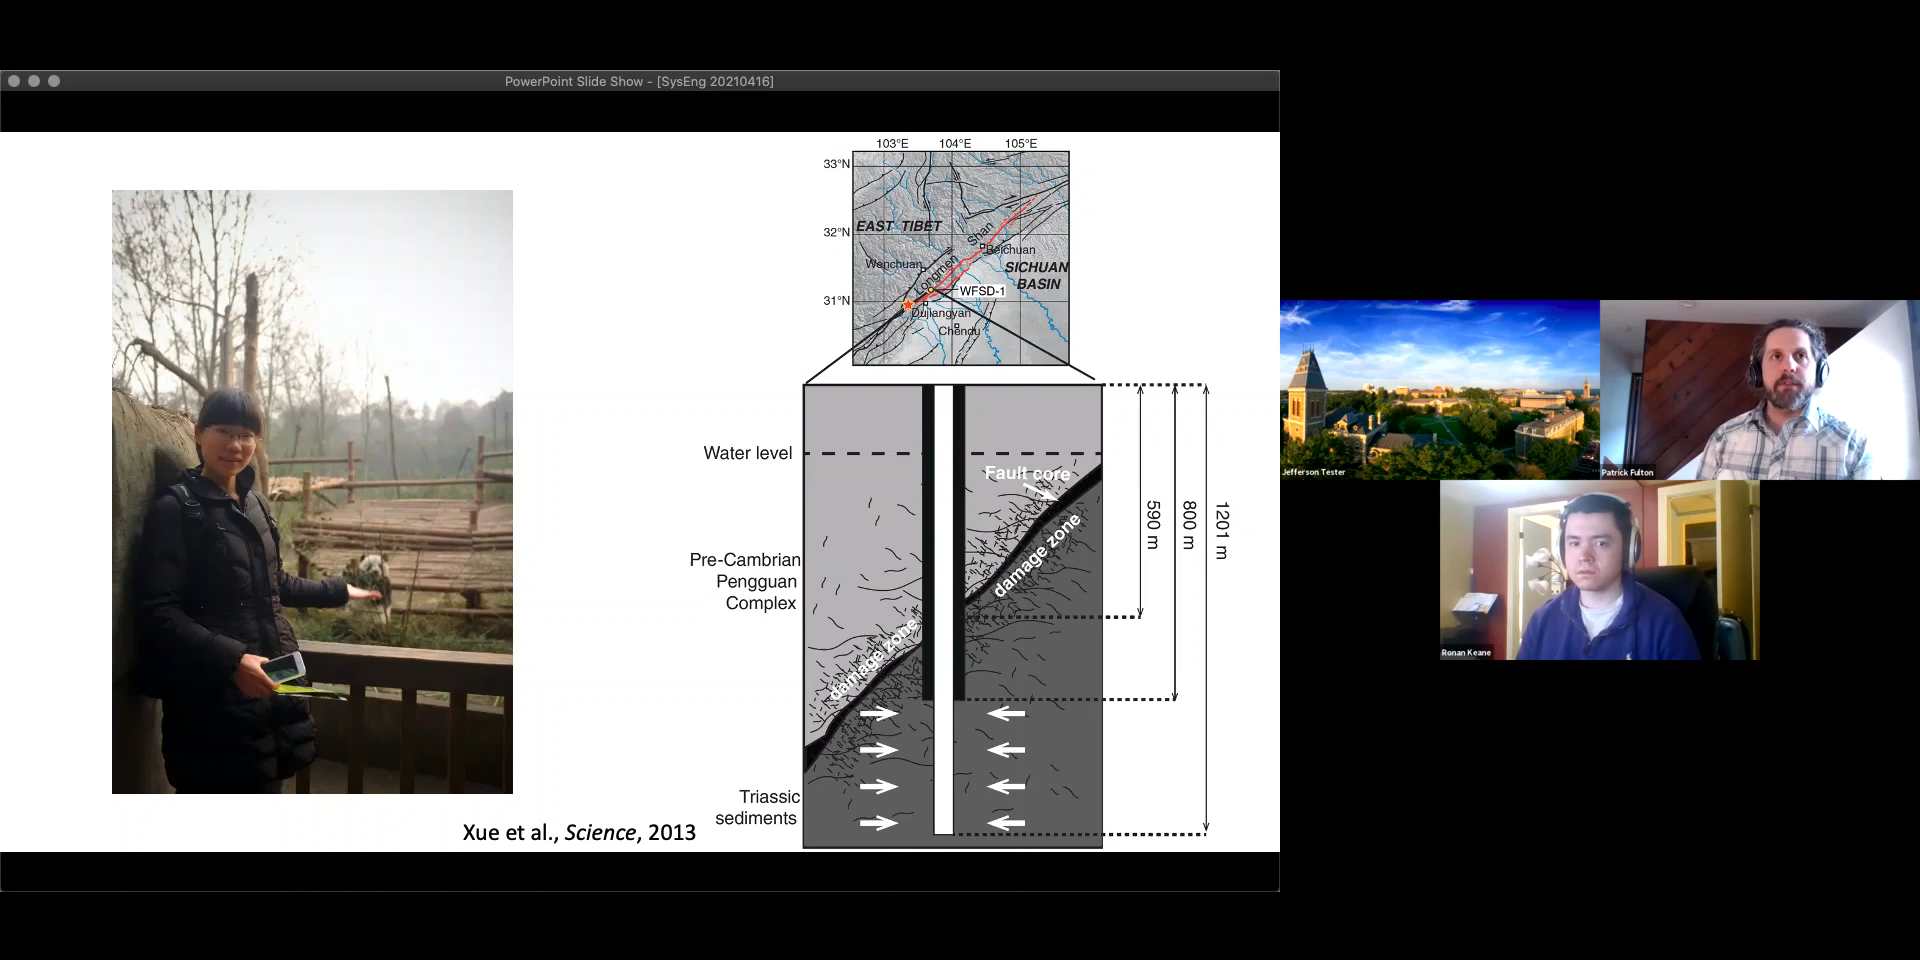 PowerPoint Slide Show - [SysEng 20210416]
103°E 104°E 105°E
33°N
32°N
31°N
EAST TIBET
Shan
Beichuan
Wenchuan
Longmen
SICHUAN
BASIN
WFSD-1
Dujiangyan
Chendu
Water level
Fault core
damage zone
590 m
800 m
1201 m
Pre-Cambrian
Pengguan
Complex
damage zone
Triassic
sediments
Xue et al., Science, 2013
Jefferson Tester
Patrick Fulton
Ronan Keane